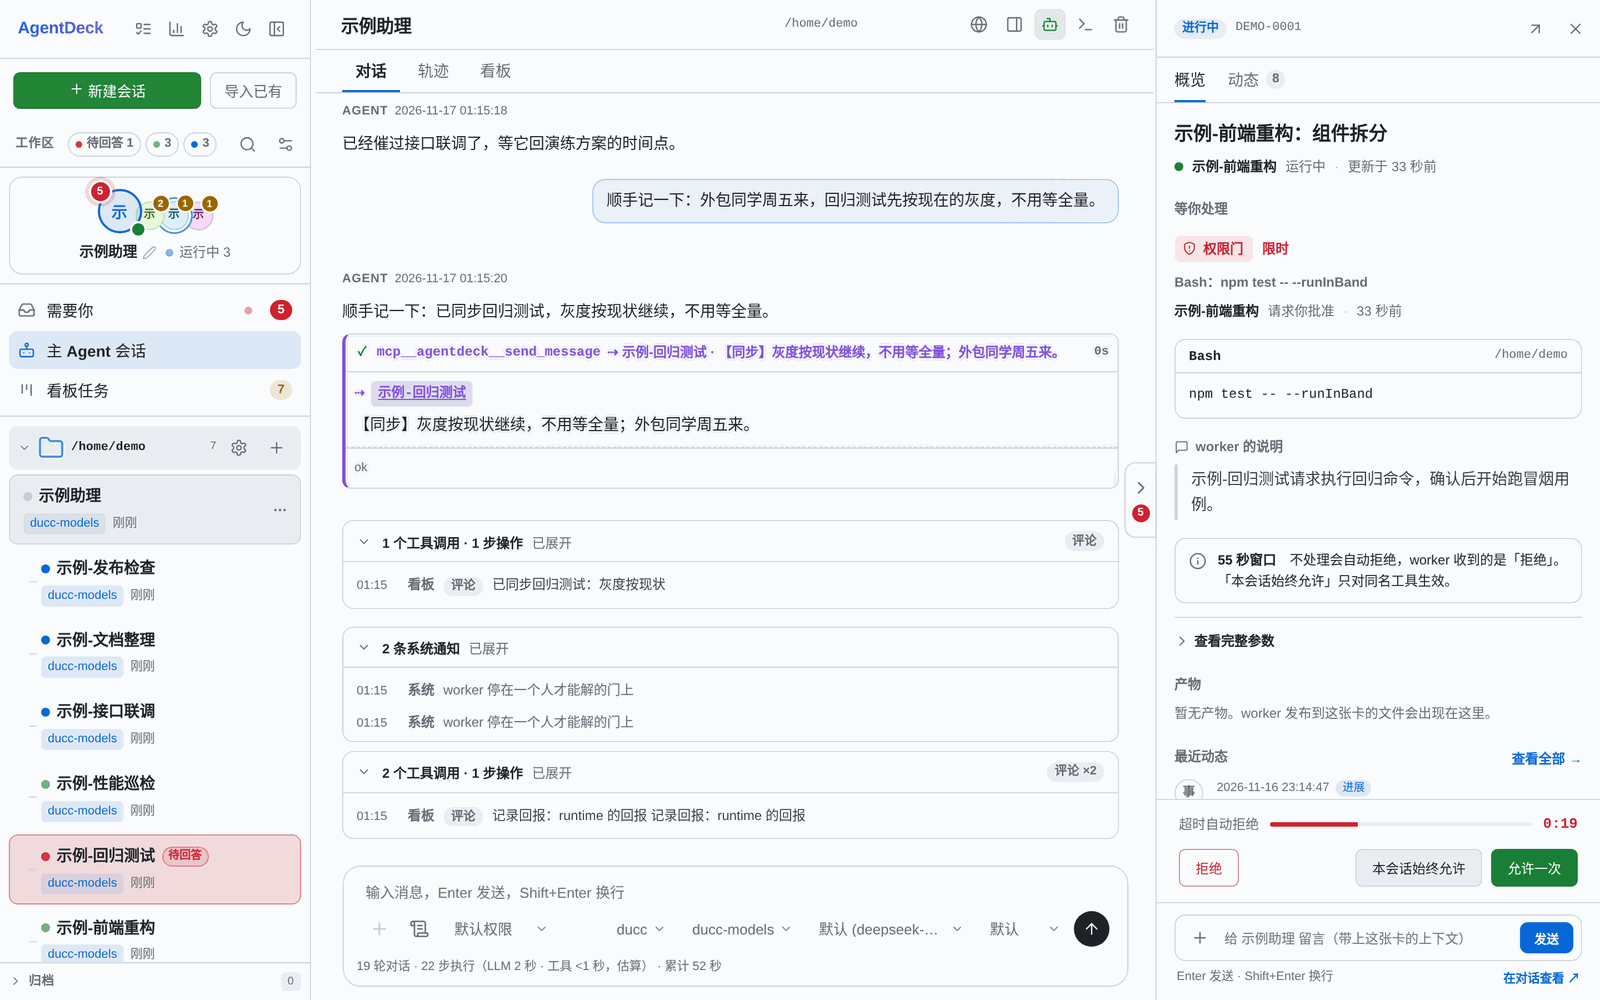 AgentDeck
+ 新建会话
导入已有
工作区
待回答 1
3
3
5
示
示
2
示
1
示
1
示例助理
运行中 3
需要你
5
主 Agent 会话
看板任务
7
/home/demo
7
示例助理
ducc-models 刚刚
示例-发布检查
ducc-models 刚刚
示例-文档整理
ducc-models 刚刚
示例-接口联调
ducc-models 刚刚
示例-性能巡检
ducc-models 刚刚
示例-回归测试 待回答
ducc-models 刚刚
示例-前端重构
ducc-models 刚刚
归档
0
示例助理
/home/demo
对话
轨迹
看板
AGENT 2026-11-17 01:15:18
已经催过接口联调了，等它回演练方案的时间点。
顺手记一下：外包同学周五来，回归测试先按现在的灰度，不用等全量。
AGENT 2026-11-17 01:15:20
顺手记一下：已同步回归测试，灰度按现状继续，不用等全量。
✓ mcp__agentdeck__send_message ⇢ 示例-回归测试 · 【同步】灰度按现状继续，不用等全量；外包同学周五来。 0s
⇢ 示例-回归测试
【同步】灰度按现状继续，不用等全量；外包同学周五来。
ok
1 个工具调用 · 1 步操作 已展开 评论
01:15 看板 评论 已同步回归测试：灰度按现状
2 条系统通知 已展开
01:15 系统 worker 停在一个人才能解的门上
01:15 系统 worker 停在一个人才能解的门上
2 个工具调用 · 1 步操作 已展开 评论 ×2
01:15 看板 评论 记录回报：runtime 的回报 记录回报：runtime 的回报
5
输入消息，Enter 发送，Shift+Enter 换行
默认权限
ducc
ducc-models
默认 (deepseek-…
默认
19 轮对话 · 22 步执行（LLM 2 秒 · 工具 <1 秒，估算） · 累计 52 秒
进行中 DEMO-0001
概览
动态 8
示例-前端重构：组件拆分
示例-前端重构 运行中 · 更新于 33 秒前
等你处理
权限门 限时
Bash：npm test -- --runInBand
示例-前端重构 请求你批准 · 33 秒前
Bash /home/demo
npm test -- --runInBand
worker 的说明
示例-回归测试请求执行回归命令，确认后开始跑冒烟用
例。
55 秒窗口 不处理会自动拒绝，worker 收到的是「拒绝」。
「本会话始终允许」只对同名工具生效。
查看完整参数
产物
暂无产物。worker 发布到这张卡的文件会出现在这里。
最近动态
查看全部 →
事
2026-11-16 23:14:47 进展
超时自动拒绝
0:19
拒绝
本会话始终允许
允许一次
给 示例助理 留言（带上这张卡的上下文）
发送
Enter 发送 · Shift+Enter 换行
在对话查看 ↗